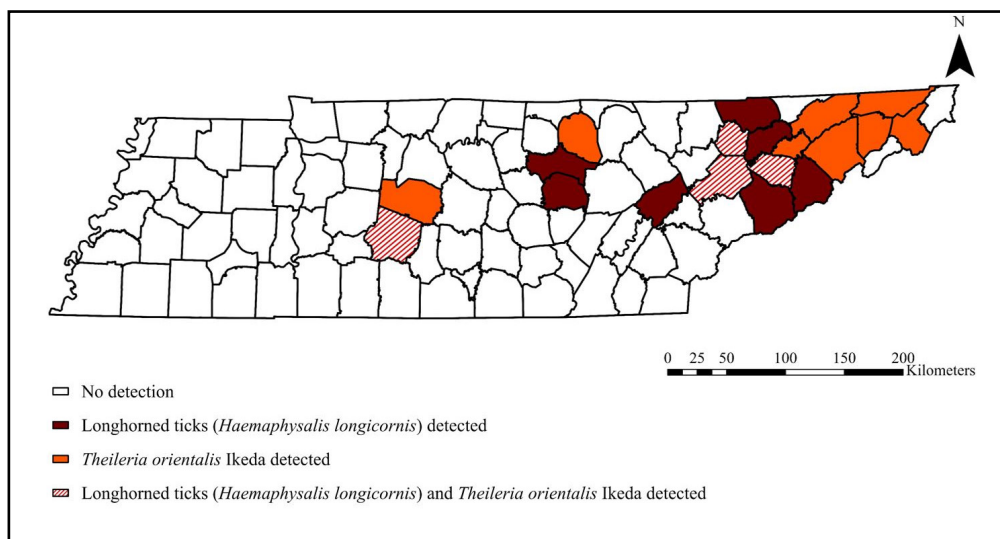 N
0 25 50 100 150 200
Kilometers
No detection
Longhorned ticks (Haemaphysalis longicornis) detected
Theileria orientalis Ikeda detected
Longhorned ticks (Haemaphysalis longicornis) and Theileria orientalis Ikeda detected